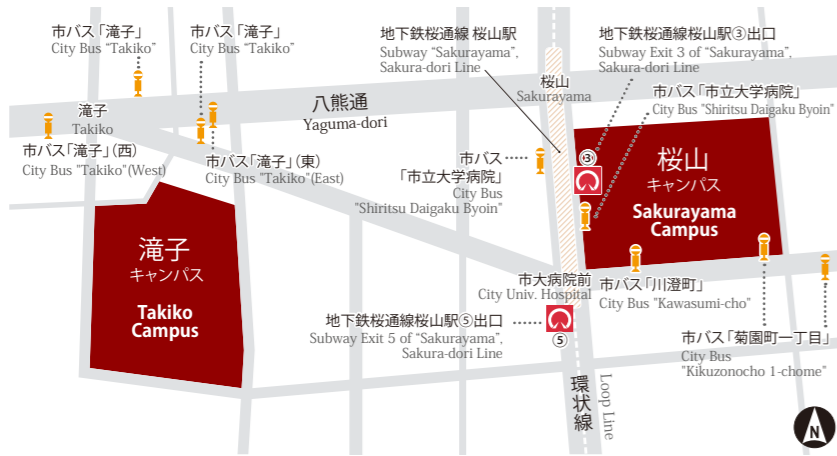 市バス「滝子」
City Bus “Takiko”
市バス「滝子」
City Bus “Takiko”
地下鉄桜通線 桜山駅
Subway “Sakurayama”,
Sakura-dori Line
地下鉄桜通線桜山駅③出口
Subway Exit 3 of “Sakurayama”,
Sakura-dori Line
桜山
Sakurayama
市バス「市立大学病院」
City Bus "Shiritsu Daigaku Byoin"
八熊通
Yaguma-dori
滝子
Takiko
市バス「滝子」(西)
City Bus "Takiko"(West)
市バス「滝子」(東)
City Bus "Takiko"(East)
市バス
「市立大学病院」
City Bus
"Shiritsu Daigaku Byoin"
③
桜山
キャンパス
Sakurayama
Campus
滝子
キャンパス
Takiko
Campus
市大病院前
City Univ. Hospital
市バス「川澄町」
City Bus "Kawasumi-cho"
地下鉄桜通線桜山駅⑤出口
Subway Exit 5 of “Sakurayama”,
Sakura-dori Line
⑤
市バス「菊園町一丁目」
City Bus
"Kikuzonocho 1-chome"
環状線
Loop Line
N